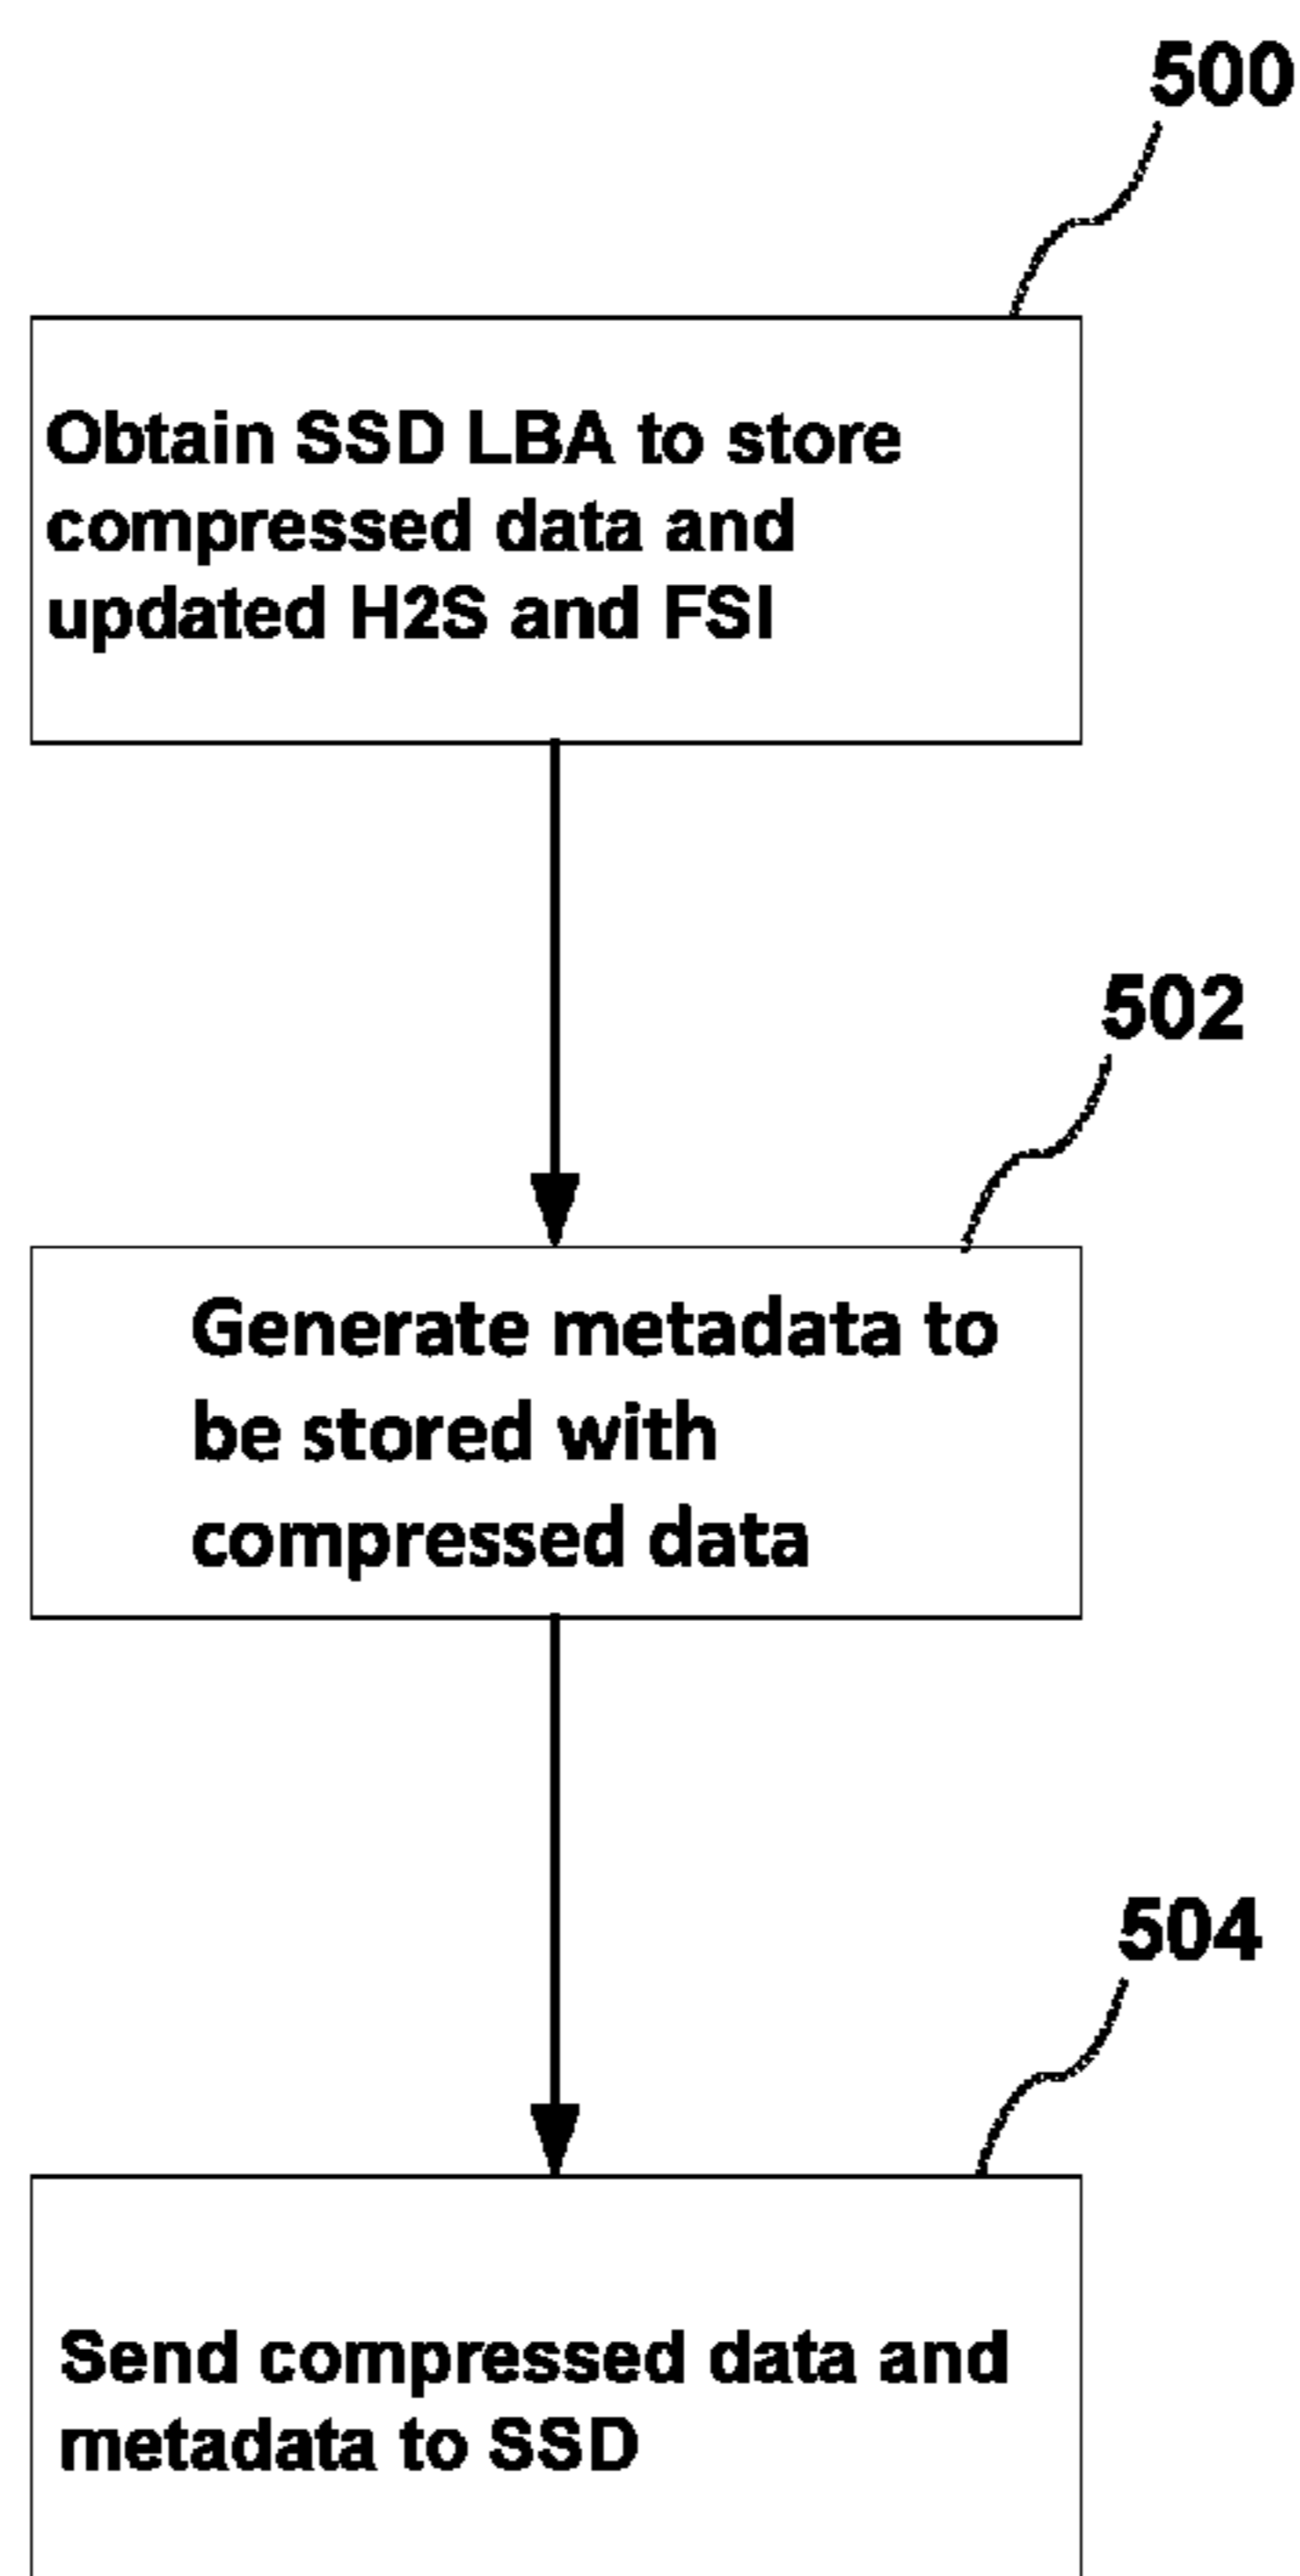 500
Obtain SSD LBA to store
compressed data and
updated H2S and FSI
502
Generate metadata to
be stored with
compressed data
504
Send compressed data and
metadata to SSD